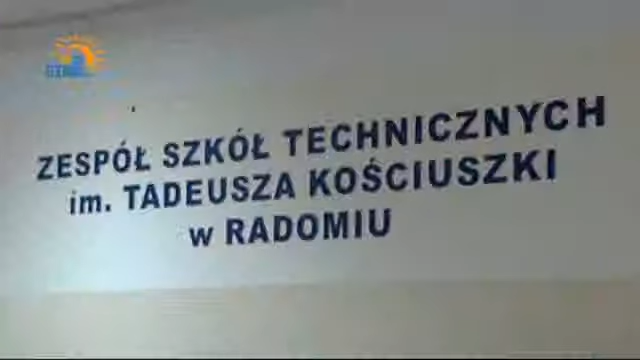 ZESPÓŁ SZKÓŁ TECHNICZNYCH
im. TADEUSZA KOŚCIUSZKI
w RADOMIU